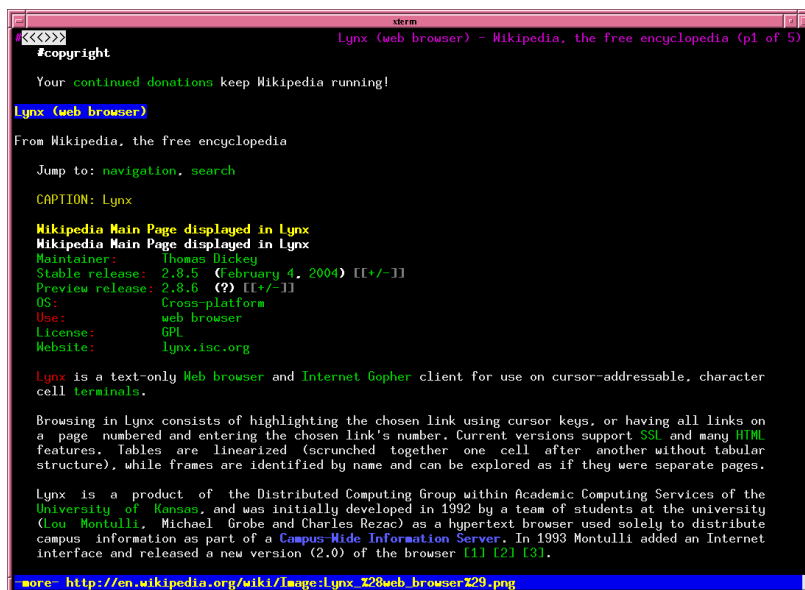 xterm
#<<<>>> Lynx (web browser) - Wikipedia, the free encyclopedia (p1 of 5)
#copyright
Your continued donations keep Wikipedia running!
Lynx (web browser)
From Wikipedia, the free encyclopedia
Jump to: navigation, search
CAPTION: Lynx
Wikipedia Main Page displayed in Lynx
Wikipedia Main Page displayed in Lynx
Maintainer: Thomas Dickey
Stable release: 2.8.5 (February 4, 2004) [[+/-]]
Preview release: 2.8.6 (?) [[+/-]]
OS: Cross-platform
Use: web browser
License: GPL
Website: lynx.isc.org
Lynx is a text-only Web browser and Internet Gopher client for use on cursor-addressable, character
cell terminals.
Browsing in Lynx consists of highlighting the chosen link using cursor keys, or having all links on
a page numbered and entering the chosen link's number. Current versions support SSL and many HTML
features. Tables are linearized (scrunched together one cell after another without tabular
structure), while frames are identified by name and can be explored as if they were separate pages.
Lynx is a product of the Distributed Computing Group within Academic Computing Services of the
University of Kansas, and was initially developed in 1992 by a team of students at the university
(Lou Montulli, Michael Grobe and Charles Rezac) as a hypertext browser used solely to distribute
campus information as part of a Campus-Wide Information Server. In 1993 Montulli added an Internet
interface and released a new version (2.0) of the browser [1] [2] [3].
-more- http://en.wikipedia.org/wiki/Image:Lynx_%28web_browser%29.png